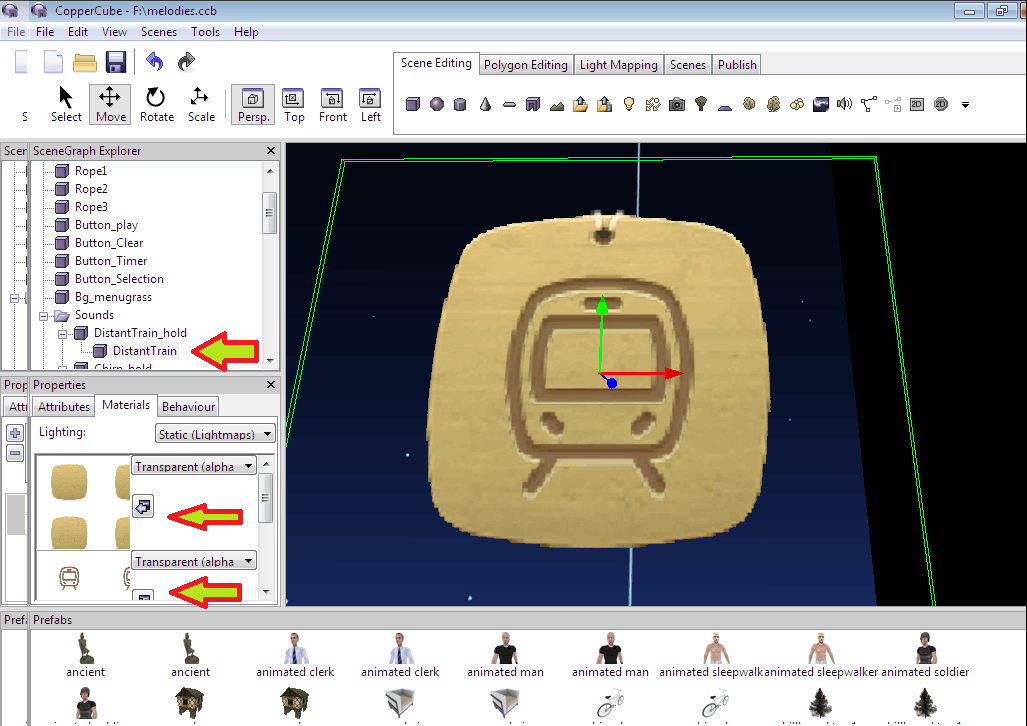 CopperCube - F:\melodies.ccb
File File Edit View Scenes Tools Help
Scene Editing Polygon Editing Light Mapping Scenes Publish
S Select Move Rotate Scale Persp. Top Front Left
2D 2D
Scen SceneGraph Explorer
Rope1
Rope2
Rope3
Button_play
Button_Clear
Button_Timer
Button_Selection
Bg_menugrass
Sounds
DistantTrain_hold
DistantTrain
Chirp_hold
Prop Properties
Attr Attributes Materials Behaviour
Lighting: Static (Lightmaps)
Transparent (alpha
Transparent (alpha
Prefa Prefabs
ancient ancient animated clerk animated clerk animated man animated man animated sleepwalk animated sleepwalker animated soldier